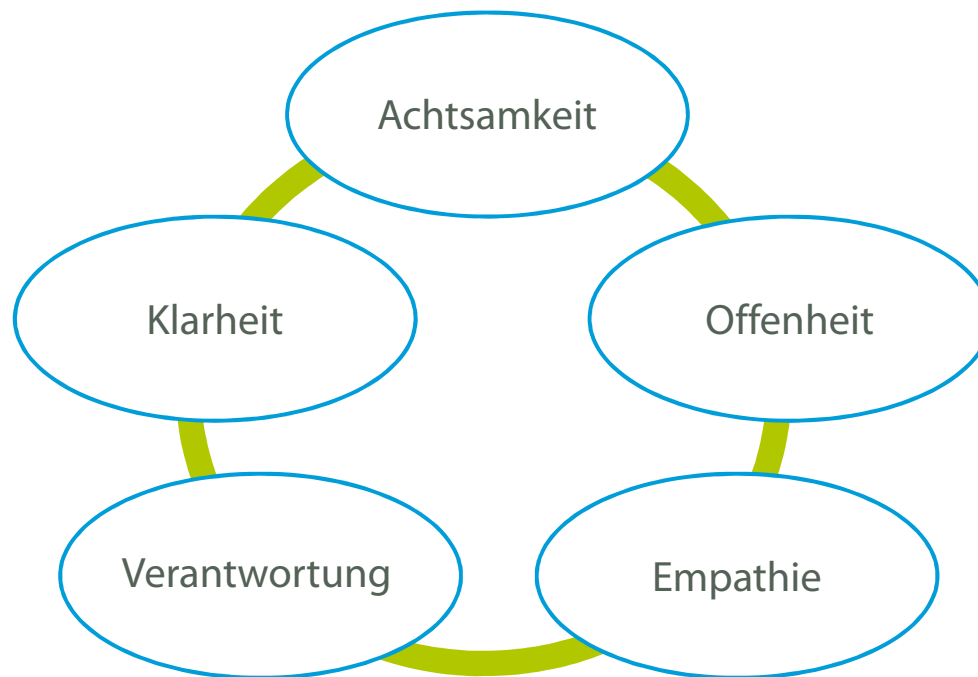 Achtsamkeit
Klarheit
Offenheit
Verantwortung
Empathie